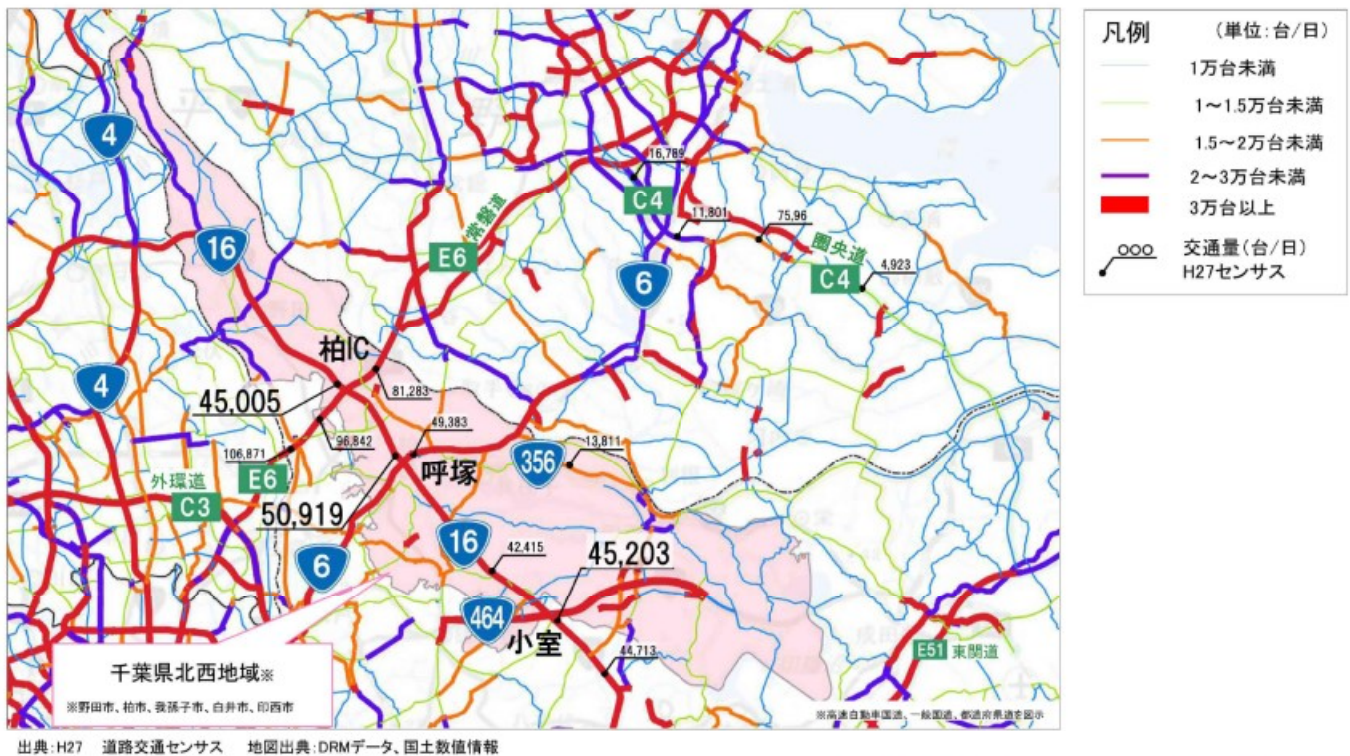 凡例 (単位:台/日)
1万台未満
1~1.5万台未満
1.5~2万台未満
2~3万台未満
3万台以上
○○○ 交通量(台/日)
H27センサス
4
16
4
16,789
C4
11,801
75,96
常磐道
E6
圏央道
C4
4,923
6
柏IC
45,005
81,283
96,842
49,383
106,871
外環道
E6
C3
呼塚
356
13,811
50,919
6
16
42,415
45,203
464
小室
44,713
E51 東関道
千葉県北西地域※
※野田市、柏市、我孫子市、白井市、印西市
※高速自動車国道、一般国道、都道府県道を図示
出典:H27 道路交通センサス 地図出典:DRMデータ、国土数値情報